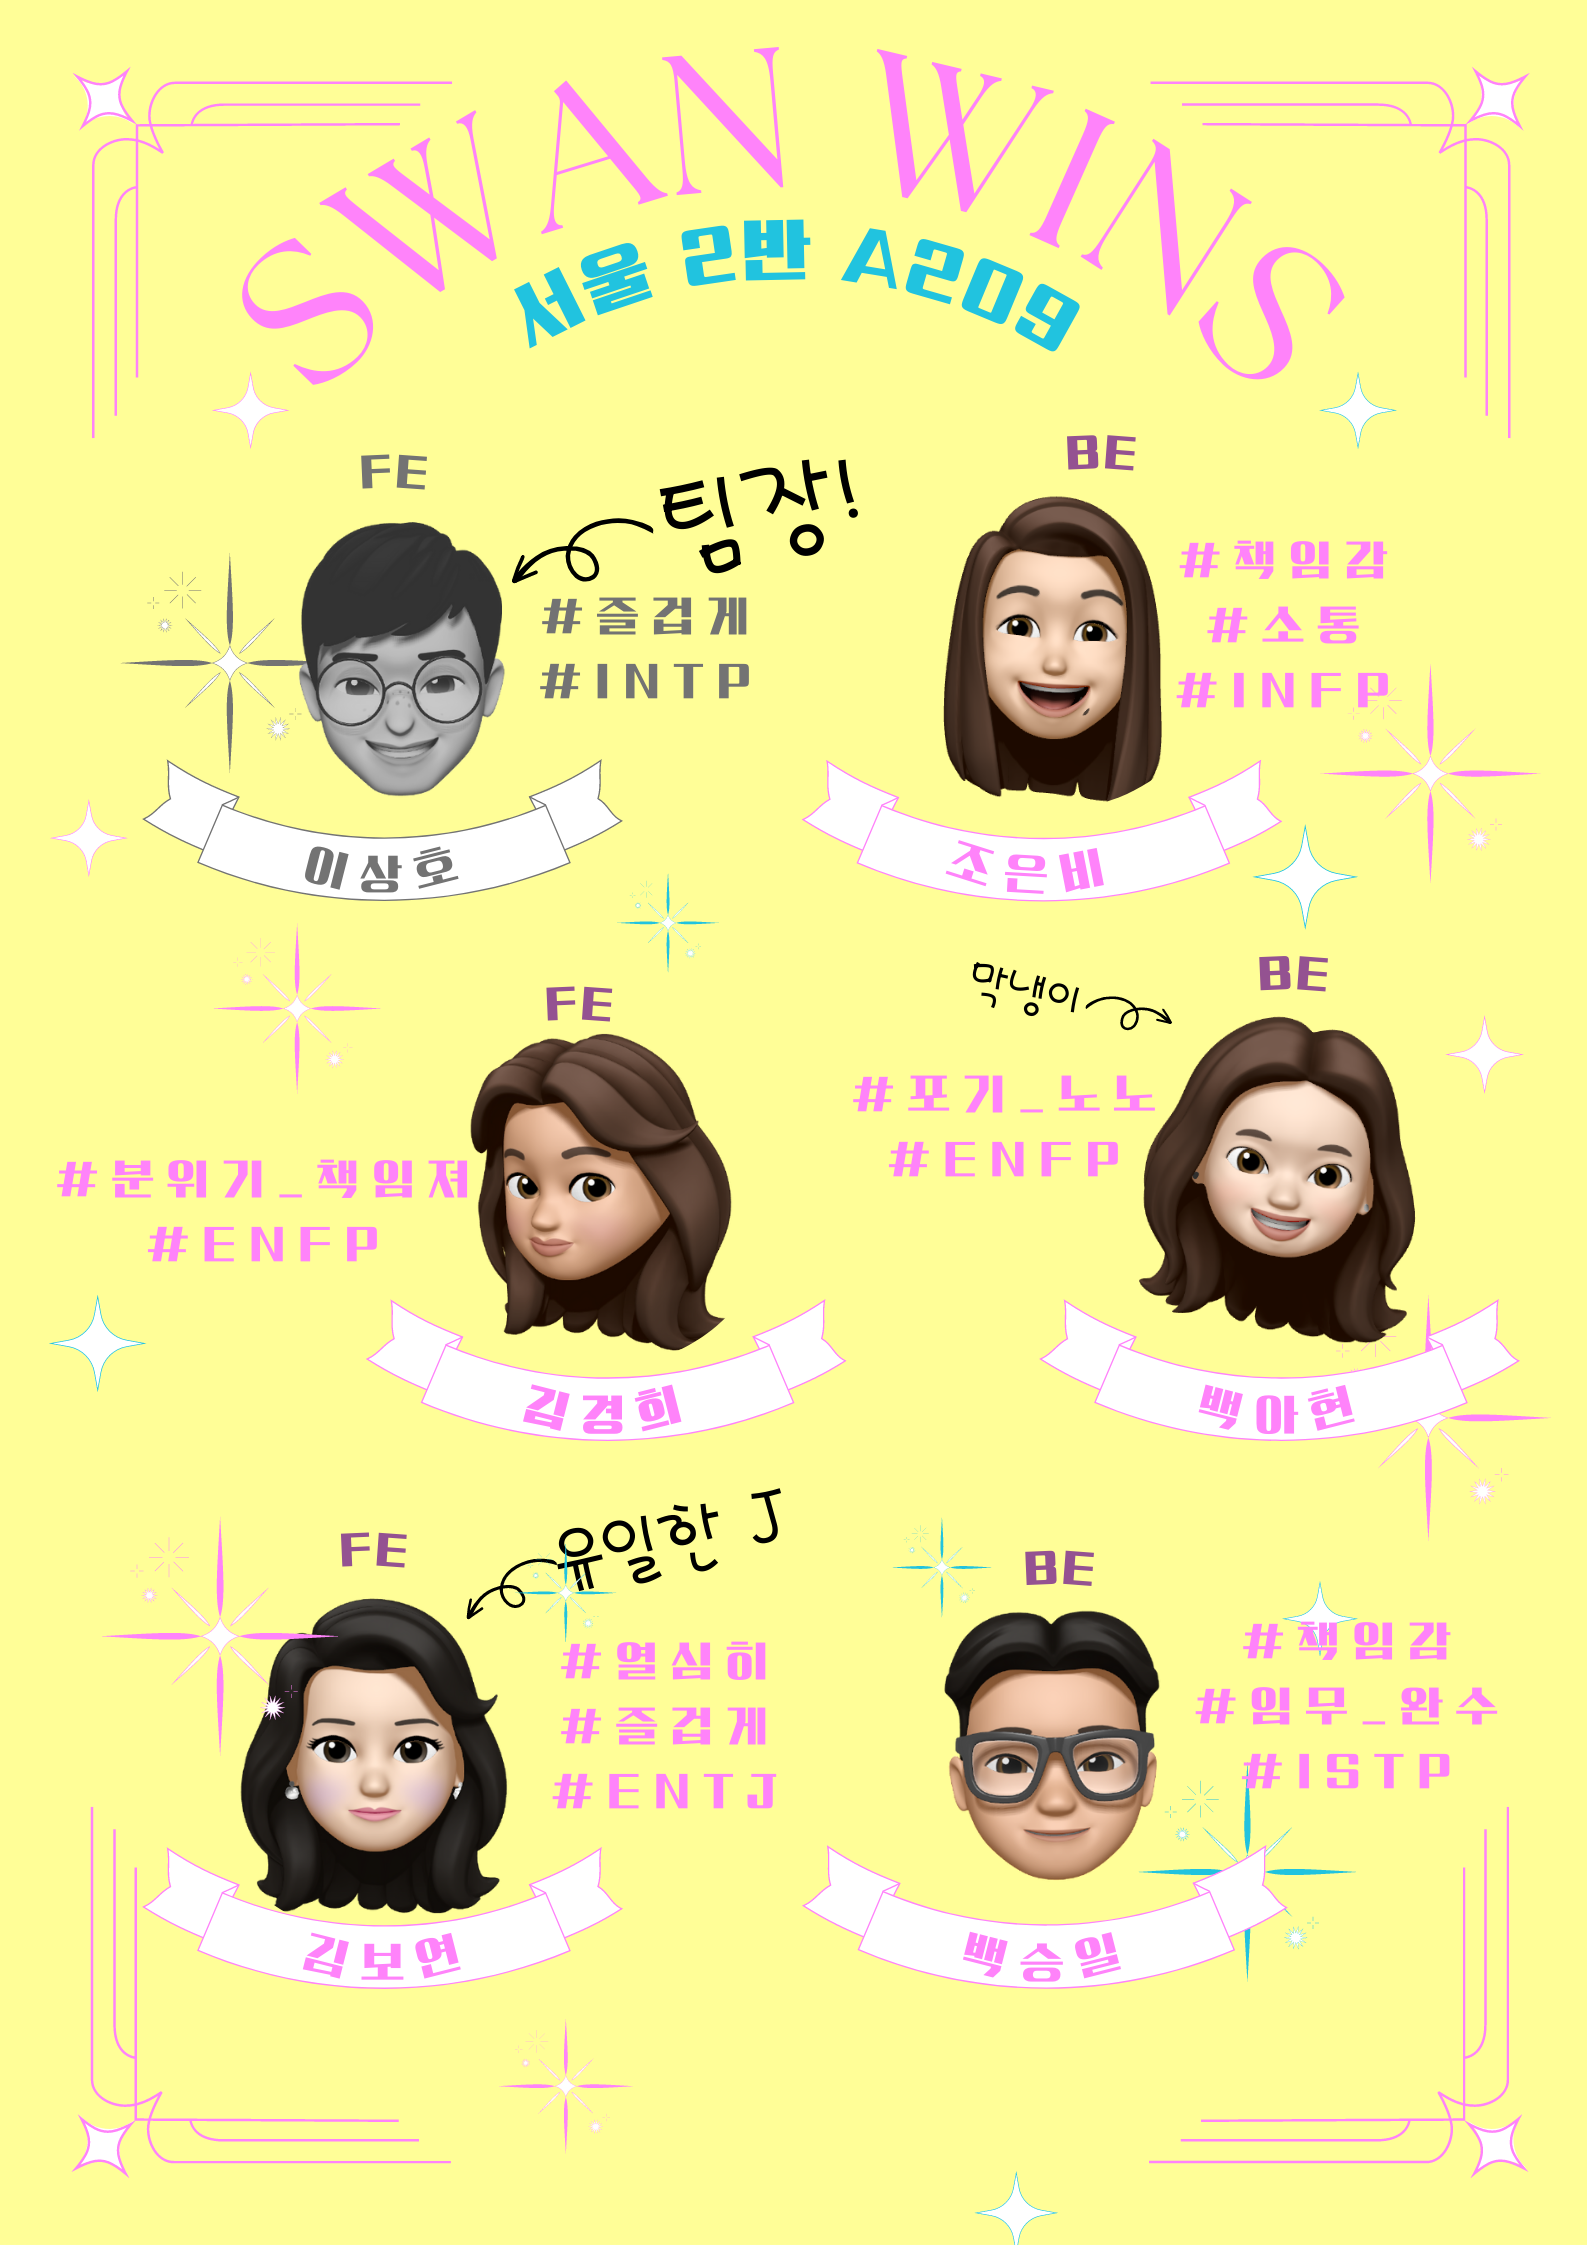 SWAN WINS
서울 2반 A209
FE
팀장!
#즐겁게
#INTP
이상호
BE
#책임감
#소통
#INFP
조은비
FE
#분위기_책임져
#ENFP
김경희
막냉이
BE
#포기_노노
#ENFP
백아현
FE
유일한 J
#열심히
#즐겁게
#ENTJ
김보연
BE
#책임감
#임무_완수
#ISTP
백승일